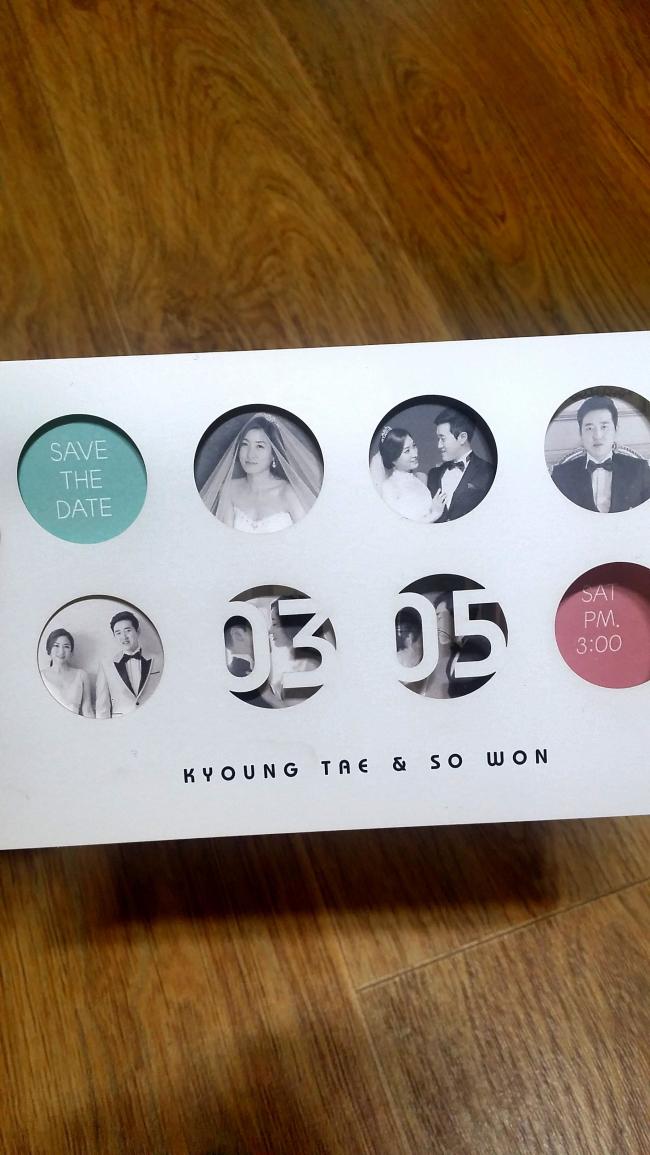 SAVE
THE
DATE
03 05
SAT
PM.
3:00
KYOUNG TAE & SO WON